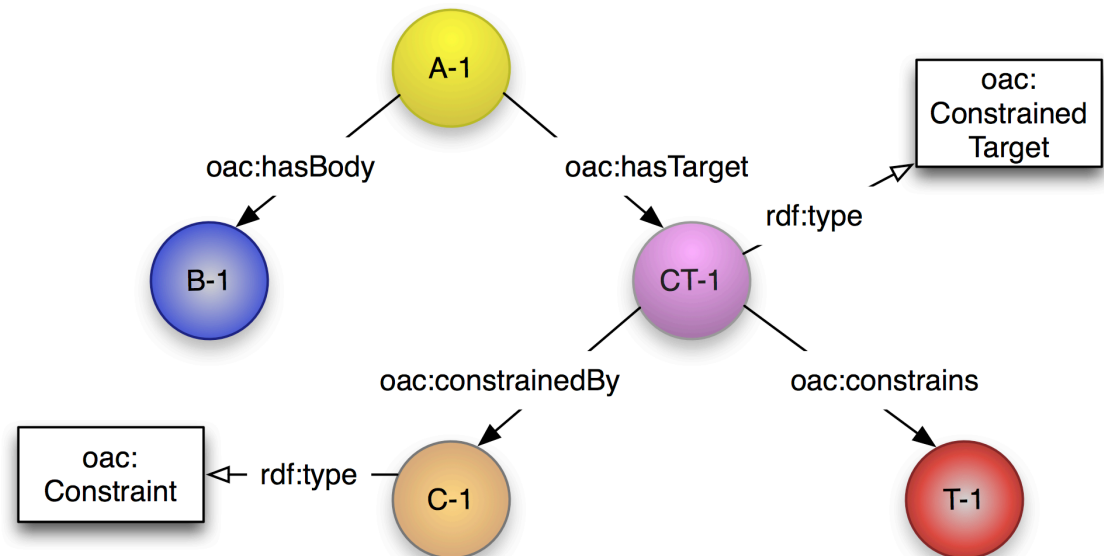 A-1
oac:
Constrained
Target
oac:hasBody
oac:hasTarget
rdf:type
B-1
CT-1
oac:constrainedBy
oac:constrains
oac:
Constraint
rdf:type
C-1
T-1